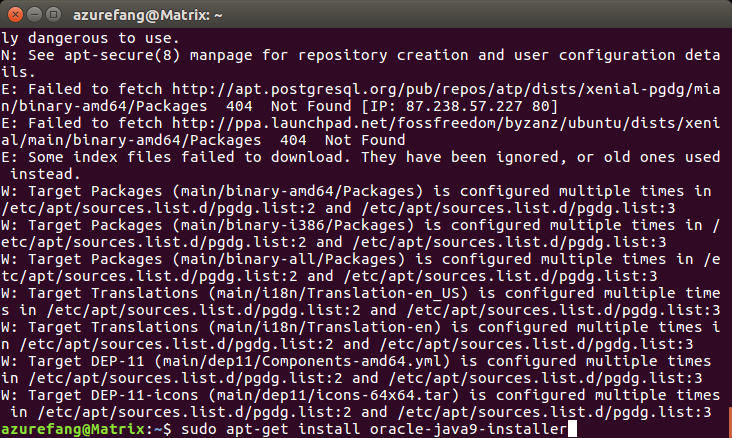 azurefang@Matrix: ~
ly dangerous to use.
N: See apt-secure(8) manpage for repository creation and user configuration deta
ils.
E: Failed to fetch http://apt.postgresql.org/pub/repos/atp/dists/xenial-pgdg/mai
n/binary-amd64/Packages  404  Not Found [IP: 87.238.57.227 80]
E: Failed to fetch http://ppa.launchpad.net/fossfreedom/byzanz/ubuntu/dists/xeni
al/main/binary-amd64/Packages  404  Not Found
E: Some index files failed to download. They have been ignored, or old ones used
 instead.
W: Target Packages (main/binary-amd64/Packages) is configured multiple times in
/etc/apt/sources.list.d/pgdg.list:2 and /etc/apt/sources.list.d/pgdg.list:3
W: Target Packages (main/binary-i386/Packages) is configured multiple times in /
etc/apt/sources.list.d/pgdg.list:2 and /etc/apt/sources.list.d/pgdg.list:3
W: Target Packages (main/binary-all/Packages) is configured multiple times in /e
tc/apt/sources.list.d/pgdg.list:2 and /etc/apt/sources.list.d/pgdg.list:3
W: Target Translations (main/i18n/Translation-en_US) is configured multiple time
s in /etc/apt/sources.list.d/pgdg.list:2 and /etc/apt/sources.list.d/pgdg.list:3
W: Target Translations (main/i18n/Translation-en) is configured multiple times i
n /etc/apt/sources.list.d/pgdg.list:2 and /etc/apt/sources.list.d/pgdg.list:3
W: Target DEP-11 (main/dep11/Components-amd64.yml) is configured multiple times
in /etc/apt/sources.list.d/pgdg.list:2 and /etc/apt/sources.list.d/pgdg.list:3
W: Target DEP-11-icons (main/dep11/icons-64x64.tar) is configured multiple times
 in /etc/apt/sources.list.d/pgdg.list:2 and /etc/apt/sources.list.d/pgdg.list:3
azurefang@Matrix:~$ sudo apt-get install oracle-java9-installer